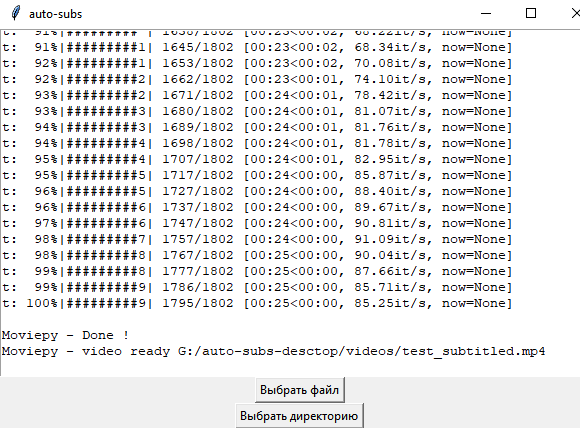 auto-subs
t:  91%|######### | 1638/1802 [00:23<00:02, 68.22it/s, now=None]
t:  91%|#########1| 1645/1802 [00:23<00:02, 68.34it/s, now=None]
t:  92%|#########1| 1653/1802 [00:23<00:02, 70.08it/s, now=None]
t:  92%|#########2| 1662/1802 [00:23<00:01, 74.10it/s, now=None]
t:  93%|#########2| 1671/1802 [00:24<00:01, 78.42it/s, now=None]
t:  93%|#########3| 1680/1802 [00:24<00:01, 81.07it/s, now=None]
t:  94%|#########3| 1689/1802 [00:24<00:01, 81.76it/s, now=None]
t:  94%|#########4| 1698/1802 [00:24<00:01, 81.78it/s, now=None]
t:  95%|#########4| 1707/1802 [00:24<00:01, 82.95it/s, now=None]
t:  95%|#########5| 1717/1802 [00:24<00:00, 85.87it/s, now=None]
t:  96%|#########5| 1727/1802 [00:24<00:00, 88.40it/s, now=None]
t:  96%|#########6| 1737/1802 [00:24<00:00, 89.67it/s, now=None]
t:  97%|#########6| 1747/1802 [00:24<00:00, 90.81it/s, now=None]
t:  98%|#########7| 1757/1802 [00:24<00:00, 91.09it/s, now=None]
t:  98%|#########8| 1767/1802 [00:25<00:00, 90.04it/s, now=None]
t:  99%|#########8| 1777/1802 [00:25<00:00, 87.66it/s, now=None]
t:  99%|#########9| 1786/1802 [00:25<00:00, 85.71it/s, now=None]
t: 100%|#########9| 1795/1802 [00:25<00:00, 85.25it/s, now=None]
Moviepy - Done !
Moviepy - video ready G:/auto-subs-desctop/videos/test_subtitled.mp4
Выбрать файл
Выбрать директорию